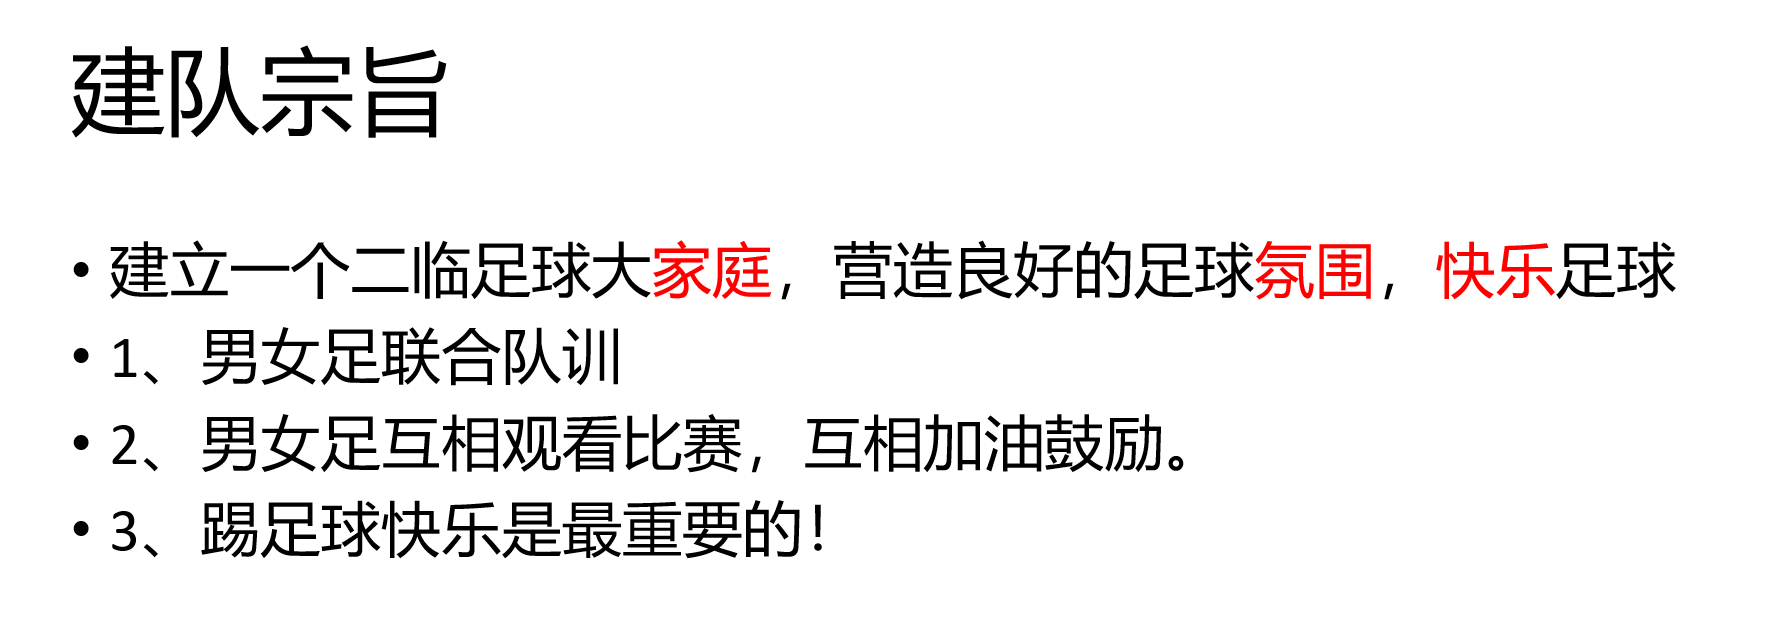 建队宗旨
• 建立一个二临足球大家庭，营造良好的足球氛围，快乐足球
• 1、男女足联合队训
• 2、男女足互相观看比赛，互相加油鼓励。
• 3、踢足球快乐是最重要的！